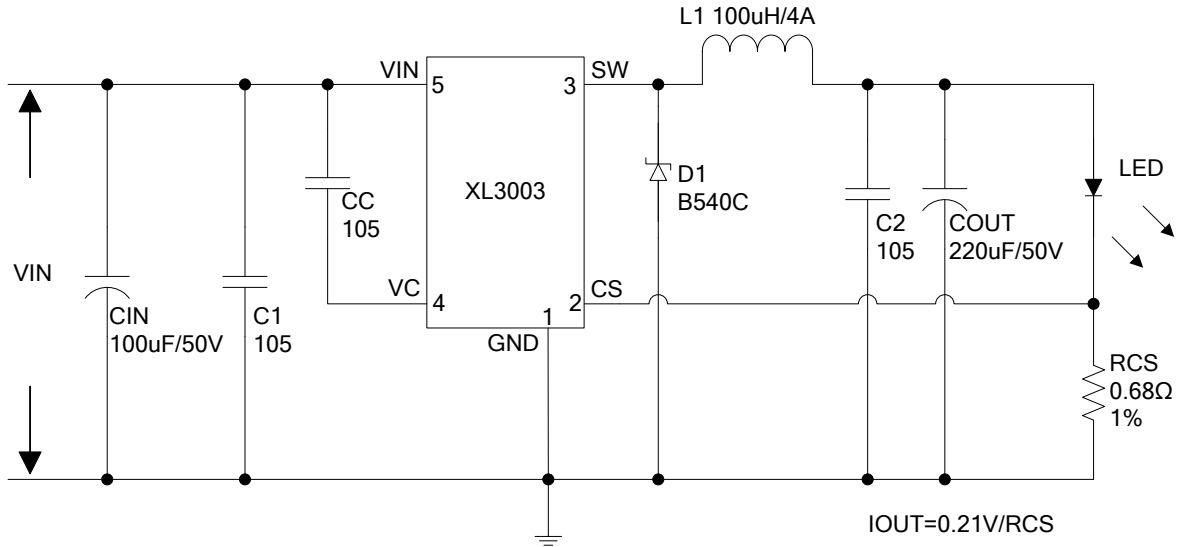 L1 100uH/4A
VIN
5
3
SW
XL3003
CC
105
D1
B540C
LED
VIN
VC
4
2
CS
1
GND
CIN
100uF/50V
C1
105
C2
105
COUT
220uF/50V
RCS
0.68Ω
1%
IOUT=0.21V/RCS